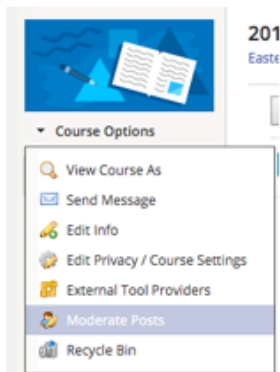 201
Easte
Course Options
View Course As
Send Message
Edit Info
Edit Privacy / Course Settings
External Tool Providers
Moderate Posts
Recycle Bin